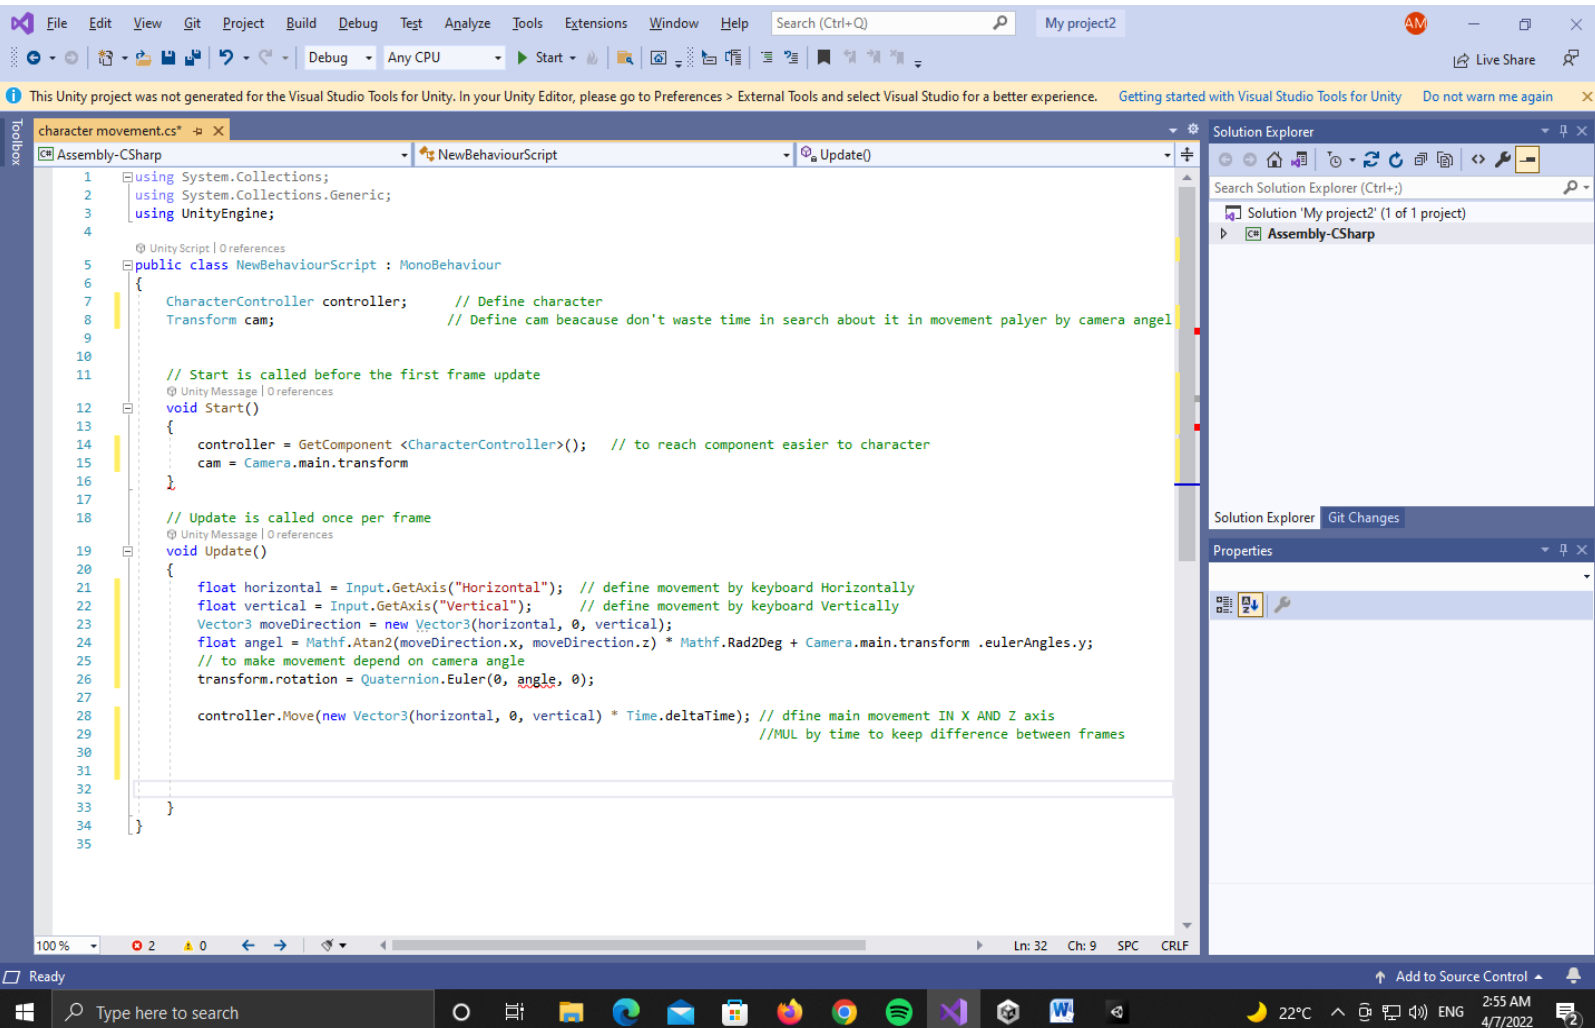 File Edit View Git Project Build Debug Test Analyze Tools Extensions Window Help Search (Ctrl+Q) My project2 AM
Debug Any CPU Start Live Share
This Unity project was not generated for the Visual Studio Tools for Unity. In your Unity Editor, please go to Preferences > External Tools and select Visual Studio for a better experience. Getting started with Visual Studio Tools for Unity Do not warn me again
Toolbox
character movement.cs*
C# Assembly-CSharp NewBehaviourScript Update()
1 using System.Collections;
2 using System.Collections.Generic;
3 using UnityEngine;
4
Unity Script | 0 references
5 public class NewBehaviourScript : MonoBehaviour
6 {
7 CharacterController controller; // Define character
8 Transform cam; // Define cam beacause don't waste time in search about it in movement palyer by camera angel
9
10
11 // Start is called before the first frame update
Unity Message | 0 references
12 void Start()
13 {
14 controller = GetComponent <CharacterController>(); // to reach component easier to character
15 cam = Camera.main.transform
16 }
17
18 // Update is called once per frame
Unity Message | 0 references
19 void Update()
20 {
21 float horizontal = Input.GetAxis("Horizontal"); // define movement by keyboard Horizontally
22 float vertical = Input.GetAxis("Vertical"); // define movement by keyboard Vertically
23 Vector3 moveDirection = new Vector3(horizontal, 0, vertical);
24 float angel = Mathf.Atan2(moveDirection.x, moveDirection.z) * Mathf.Rad2Deg + Camera.main.transform .eulerAngles.y;
25 // to make movement depend on camera angle
26 transform.rotation = Quaternion.Euler(0, angle, 0);
27
28 controller.Move(new Vector3(horizontal, 0, vertical) * Time.deltaTime); // dfine main movement IN X AND Z axis
29 //MUL by time to keep difference between frames
30
31
32
33 }
34 }
35
100 % 2 0 Ln: 32 Ch: 9 SPC CRLF
Solution Explorer
Search Solution Explorer (Ctrl+;)
Solution 'My project2' (1 of 1 project)
C# Assembly-CSharp
Solution Explorer Git Changes
Properties
Ready Add to Source Control
Type here to search 22°C ENG 2:55 AM
4/7/2022 2